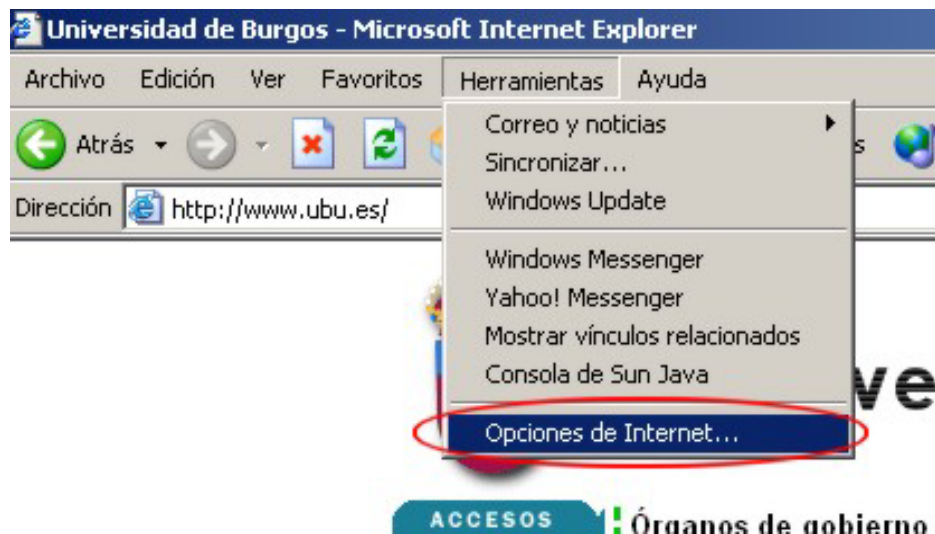 Universidad de Burgos - Microsoft Internet Explorer
Archivo Edición Ver Favoritos Herramientas Ayuda
Atrás
Correo y noticias
Sincronizar...
Windows Update
Dirección http://www.ubu.es/
Windows Messenger
Yahoo! Messenger
Mostrar vínculos relacionados
Consola de Sun Java
Opciones de Internet...
ACCESOS
Órganos de gobierno